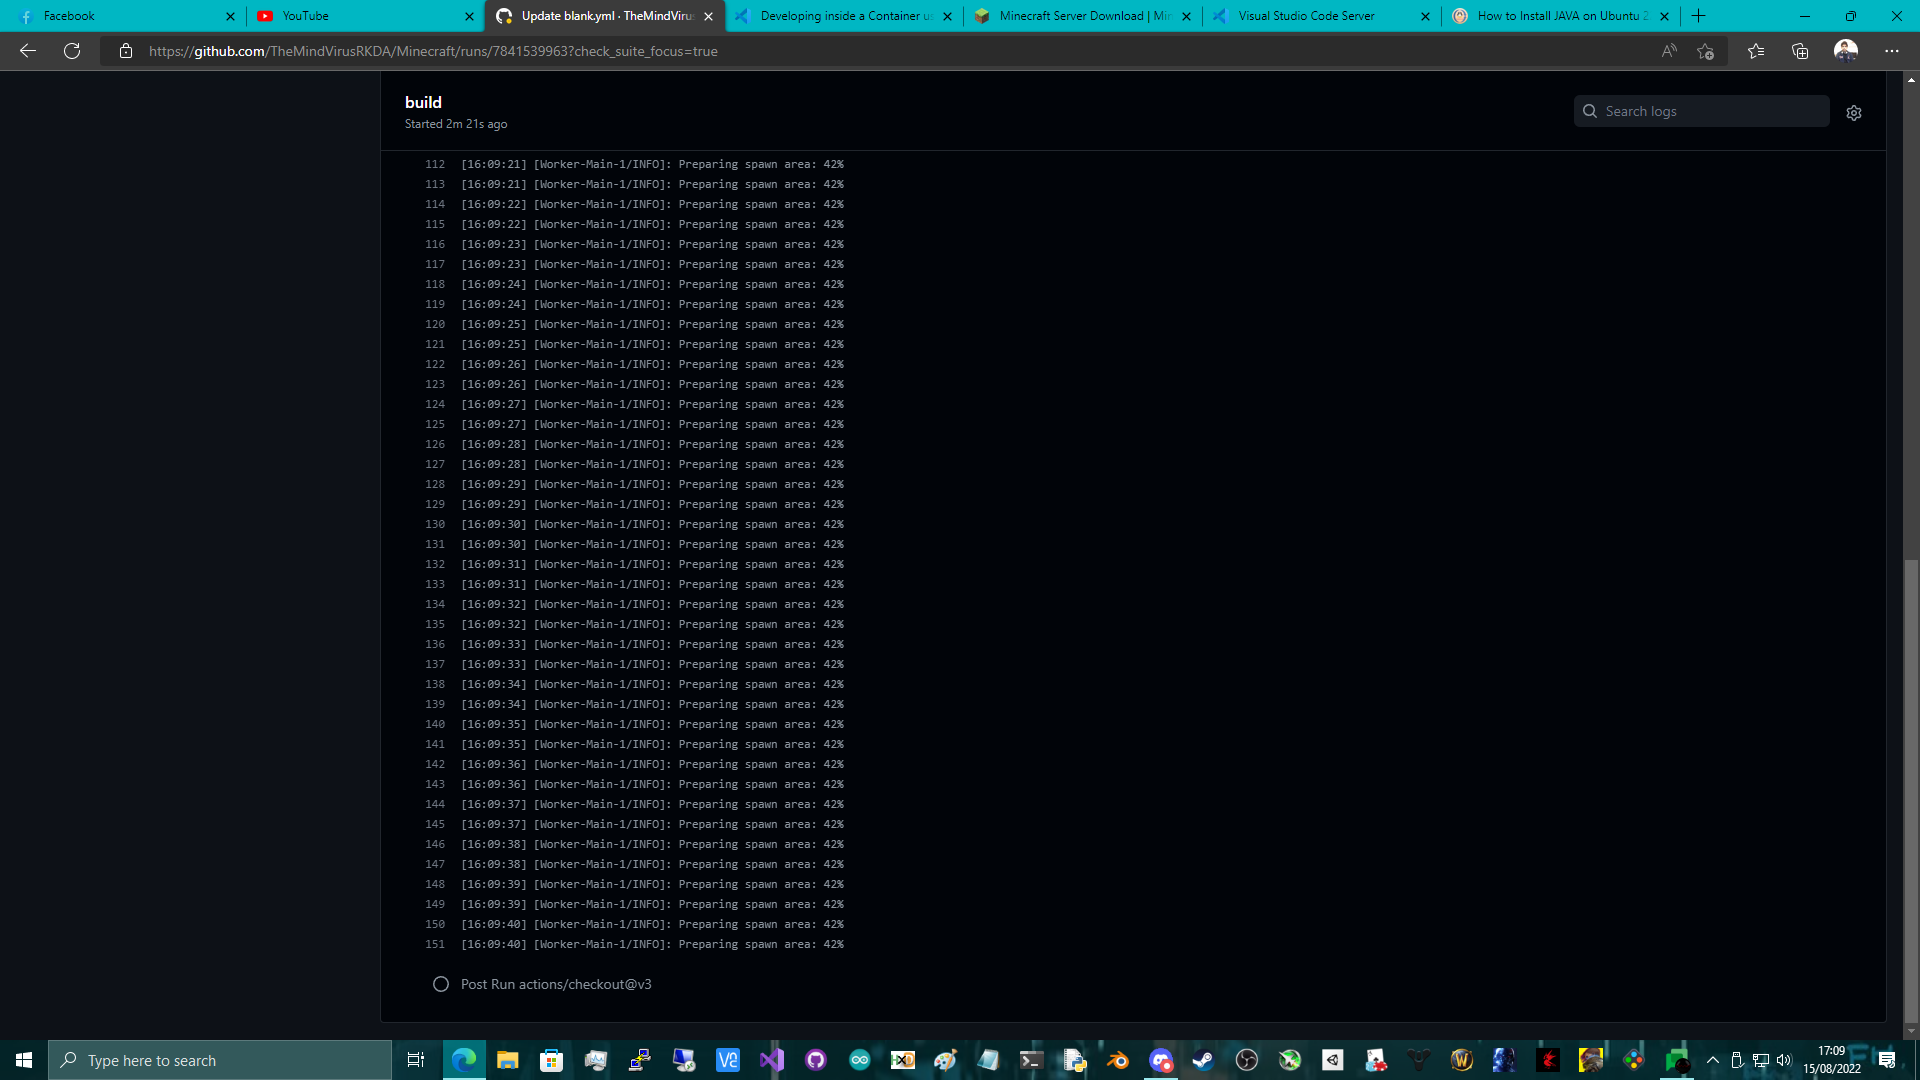 Facebook
YouTube
Update blank.yml · TheMindViru
Developing inside a Container u
Minecraft Server Download | Min
Visual Studio Code Server
How to Install JAVA on Ubuntu 2
https://github.com/TheMindVirusRKDA/Minecraft/runs/7841539963?check_suite_focus=true
build
Started 2m 21s ago
Search logs
112 [16:09:21] [Worker-Main-1/INFO]: Preparing spawn area: 42%
113 [16:09:21] [Worker-Main-1/INFO]: Preparing spawn area: 42%
114 [16:09:22] [Worker-Main-1/INFO]: Preparing spawn area: 42%
115 [16:09:22] [Worker-Main-1/INFO]: Preparing spawn area: 42%
116 [16:09:23] [Worker-Main-1/INFO]: Preparing spawn area: 42%
117 [16:09:23] [Worker-Main-1/INFO]: Preparing spawn area: 42%
118 [16:09:24] [Worker-Main-1/INFO]: Preparing spawn area: 42%
119 [16:09:24] [Worker-Main-1/INFO]: Preparing spawn area: 42%
120 [16:09:25] [Worker-Main-1/INFO]: Preparing spawn area: 42%
121 [16:09:25] [Worker-Main-1/INFO]: Preparing spawn area: 42%
122 [16:09:26] [Worker-Main-1/INFO]: Preparing spawn area: 42%
123 [16:09:26] [Worker-Main-1/INFO]: Preparing spawn area: 42%
124 [16:09:27] [Worker-Main-1/INFO]: Preparing spawn area: 42%
125 [16:09:27] [Worker-Main-1/INFO]: Preparing spawn area: 42%
126 [16:09:28] [Worker-Main-1/INFO]: Preparing spawn area: 42%
127 [16:09:28] [Worker-Main-1/INFO]: Preparing spawn area: 42%
128 [16:09:29] [Worker-Main-1/INFO]: Preparing spawn area: 42%
129 [16:09:29] [Worker-Main-1/INFO]: Preparing spawn area: 42%
130 [16:09:30] [Worker-Main-1/INFO]: Preparing spawn area: 42%
131 [16:09:30] [Worker-Main-1/INFO]: Preparing spawn area: 42%
132 [16:09:31] [Worker-Main-1/INFO]: Preparing spawn area: 42%
133 [16:09:31] [Worker-Main-1/INFO]: Preparing spawn area: 42%
134 [16:09:32] [Worker-Main-1/INFO]: Preparing spawn area: 42%
135 [16:09:32] [Worker-Main-1/INFO]: Preparing spawn area: 42%
136 [16:09:33] [Worker-Main-1/INFO]: Preparing spawn area: 42%
137 [16:09:33] [Worker-Main-1/INFO]: Preparing spawn area: 42%
138 [16:09:34] [Worker-Main-1/INFO]: Preparing spawn area: 42%
139 [16:09:34] [Worker-Main-1/INFO]: Preparing spawn area: 42%
140 [16:09:35] [Worker-Main-1/INFO]: Preparing spawn area: 42%
141 [16:09:35] [Worker-Main-1/INFO]: Preparing spawn area: 42%
142 [16:09:36] [Worker-Main-1/INFO]: Preparing spawn area: 42%
143 [16:09:36] [Worker-Main-1/INFO]: Preparing spawn area: 42%
144 [16:09:37] [Worker-Main-1/INFO]: Preparing spawn area: 42%
145 [16:09:37] [Worker-Main-1/INFO]: Preparing spawn area: 42%
146 [16:09:38] [Worker-Main-1/INFO]: Preparing spawn area: 42%
147 [16:09:38] [Worker-Main-1/INFO]: Preparing spawn area: 42%
148 [16:09:39] [Worker-Main-1/INFO]: Preparing spawn area: 42%
149 [16:09:39] [Worker-Main-1/INFO]: Preparing spawn area: 42%
150 [16:09:40] [Worker-Main-1/INFO]: Preparing spawn area: 42%
151 [16:09:40] [Worker-Main-1/INFO]: Preparing spawn area: 42%
Post Run actions/checkout@v3
Type here to search
17:09
15/08/2022